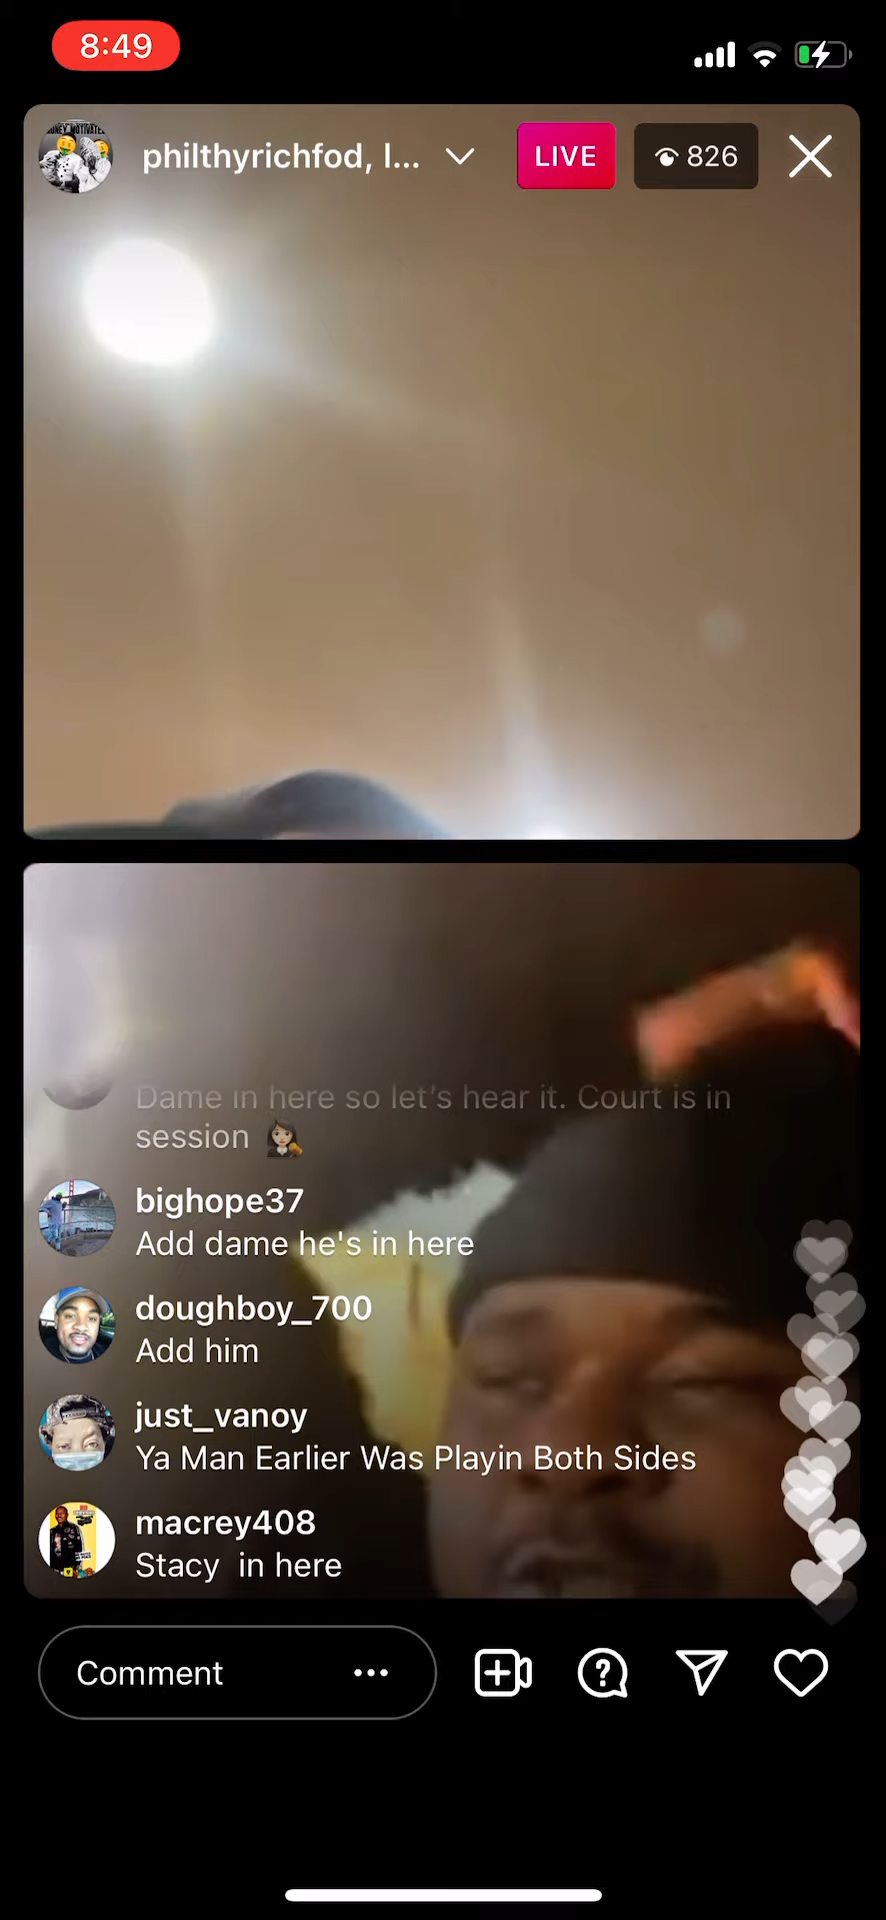 8:49
philthyrichfod, l...
LIVE
826
Dame in here so let's hear it. Court is in
session 👩🏻‍⚖️
bighope37
Add dame he's in here
doughboy_700
Add him
just_vanoy
Ya Man Earlier Was Playin Both Sides
macrey408
Stacy in here
Comment